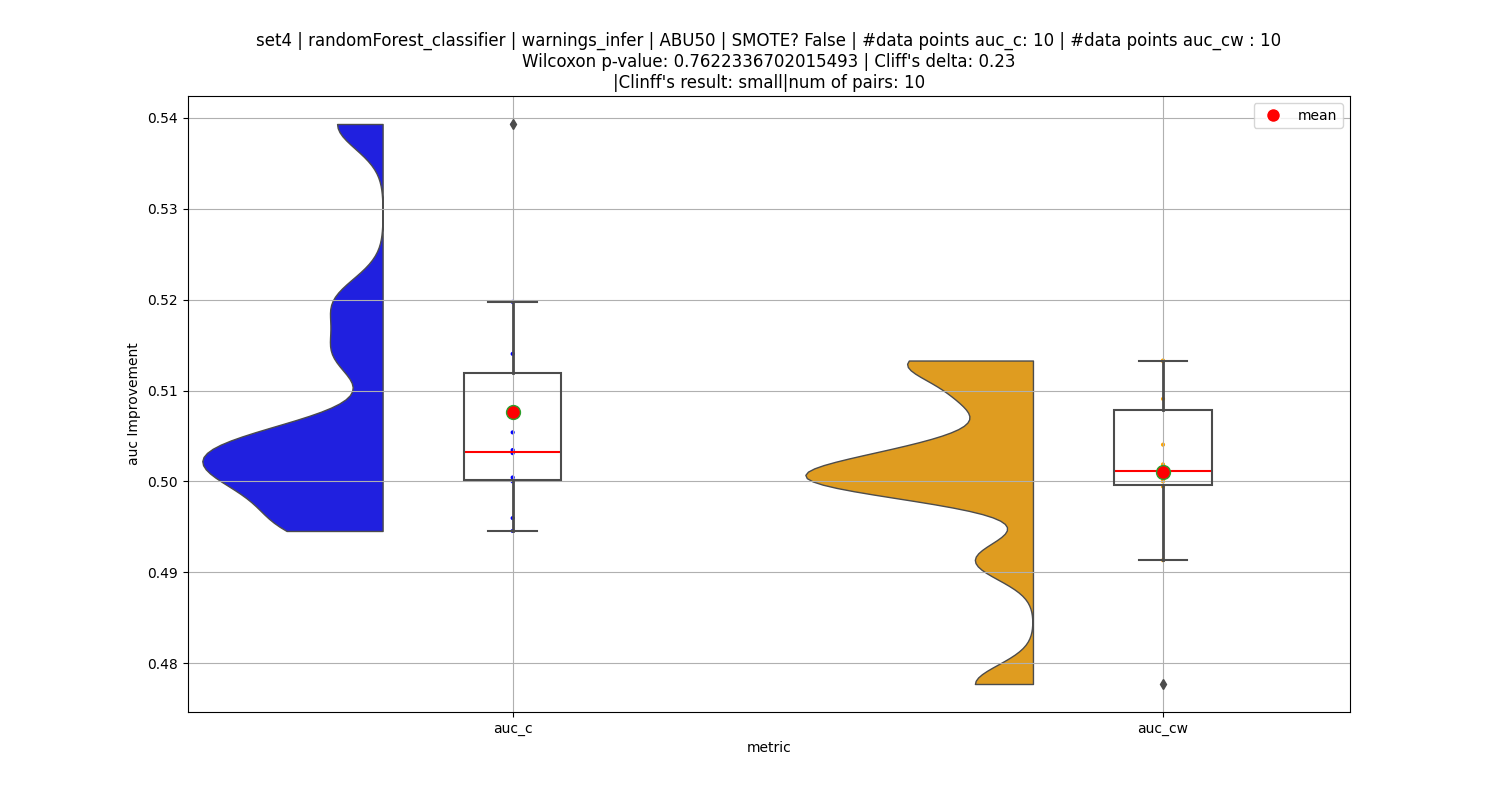 set4 | randomForest_classifier | warnings_infer | ABU50 | SMOTE? False | #data points auc_c: 10 | #data points auc_cw : 10
Wilcoxon p-value: 0.7622336702015493 | Cliff's delta: 0.23
|Clinff's result: small|num of pairs: 10
mean
0.54
0.53
0.52
0.51
0.50
0.49
0.48
auc Improvement
auc_c
auc_cw
metric